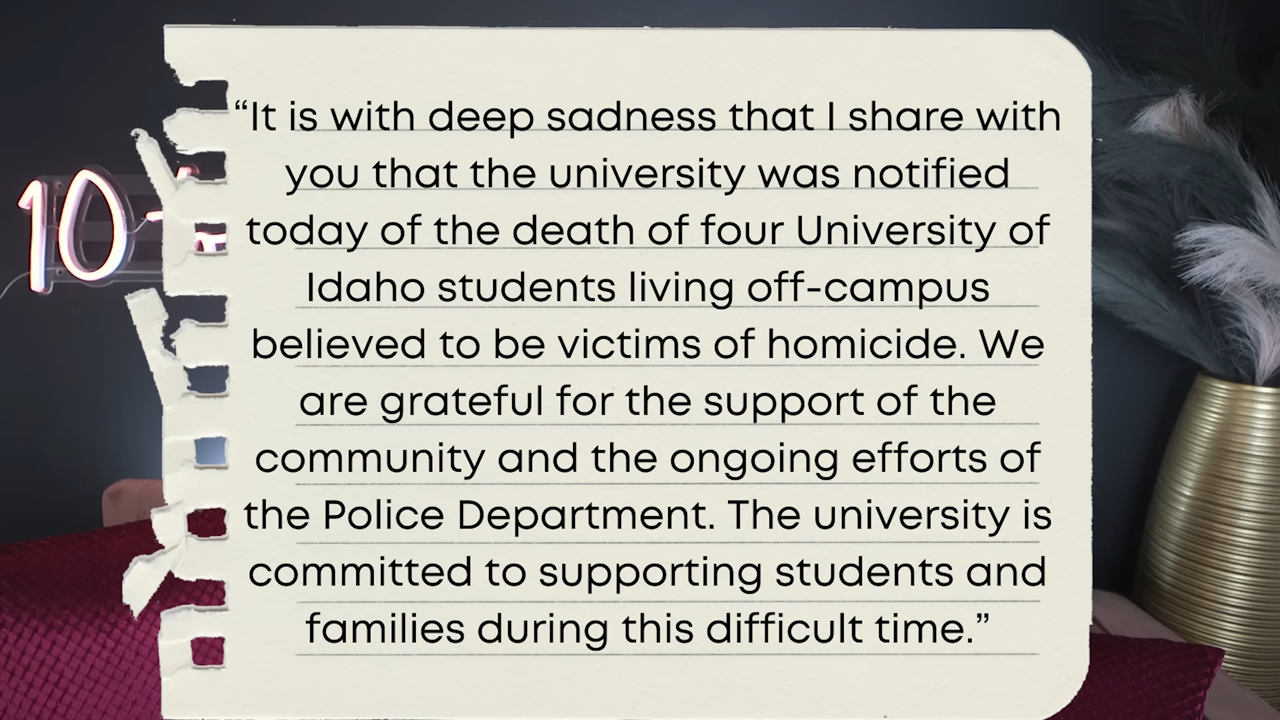 “It is with deep sadness that I share with
you that the university was notified
today of the death of four University of
Idaho students living off-campus
believed to be victims of homicide. We
are grateful for the support of the
community and the ongoing efforts of
the Police Department. The university is
committed to supporting students and
families during this difficult time.”
10-